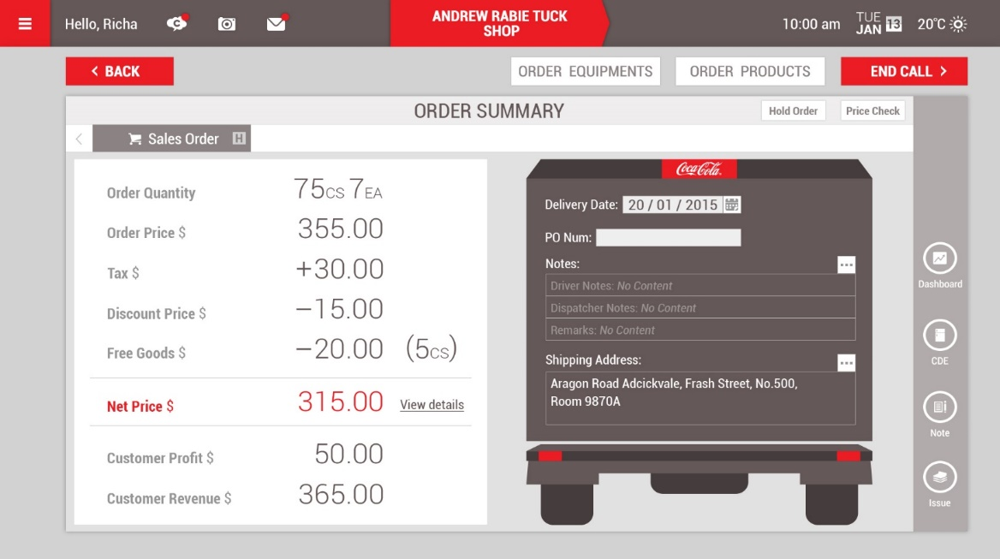 Hello, Richa
C
ANDREW RABIE TUCK
SHOP
10:00 am
TUE
JAN 13
20°C
< BACK
ORDER EQUIPMENTS
ORDER PRODUCTS
END CALL >
ORDER SUMMARY
Hold Order
Price Check
Sales Order H
Order Quantity 75CS 7EA
Order Price $ 355.00
Tax $ +30.00
Discount Price $ −15.00
Free Goods $ −20.00 (5CS)
Net Price $ 315.00 View details
Customer Profit $ 50.00
Customer Revenue $ 365.00
Coca-Cola
Delivery Date: 20 / 01 / 2015
PO Num:
Notes:
...
Driver Notes: No Content
Dispatcher Notes: No Content
Remarks: No Content
Shipping Address:
...
Aragon Road Adcickvale, Frash Street, No.500,
Room 9870A
Dashboard
CDE
Note
Issue